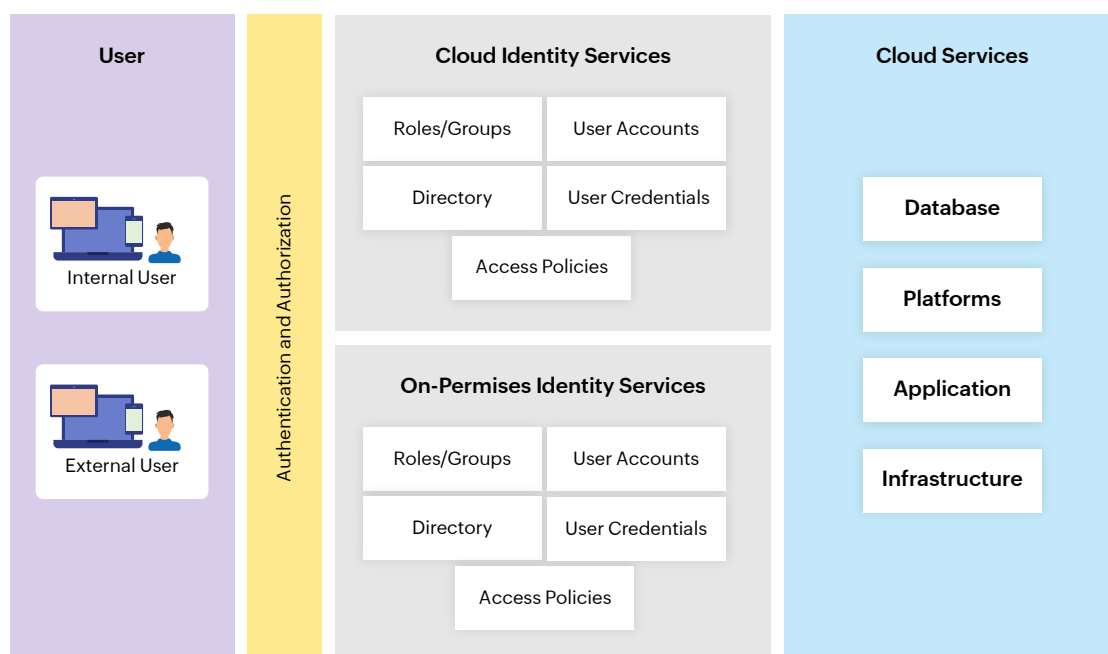 User
Internal User
External User
Authentication and Authorization
Cloud Identity Services
Roles/Groups
User Accounts
Directory
User Credentials
Access Policies
On-Permises Identity Services
Roles/Groups
User Accounts
Directory
User Credentials
Access Policies
Cloud Services
Database
Platforms
Application
Infrastructure